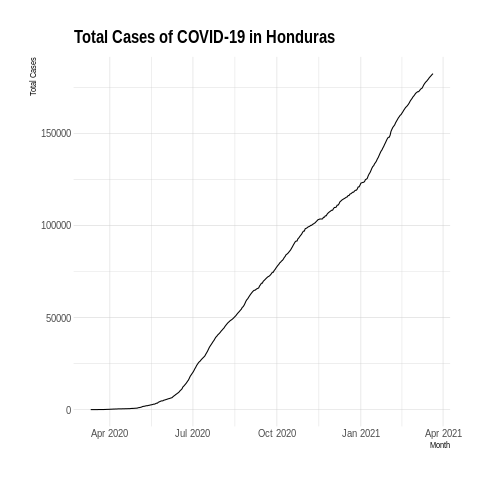 Total Cases of COVID-19 in Honduras
Total Cases
150000
100000
50000
0
Apr 2020 Jul 2020 Oct 2020 Jan 2021 Apr 2021
Month